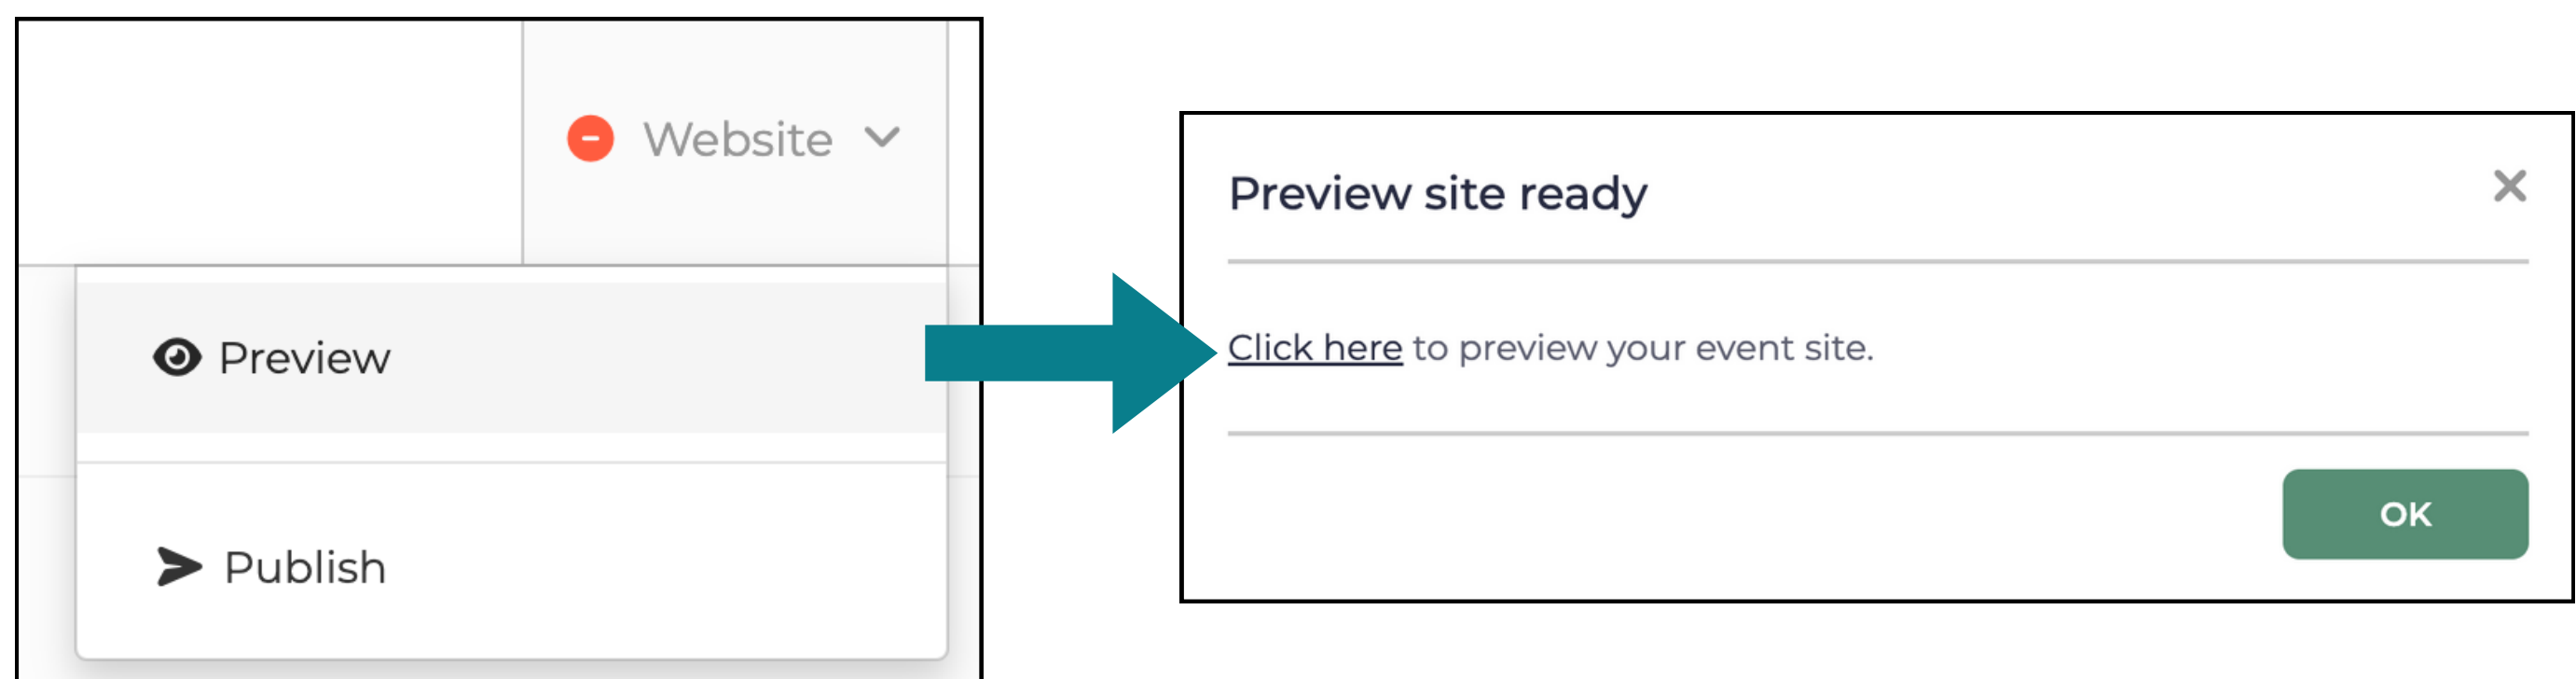 Website
Preview
Publish
Preview site ready
Click here to preview your event site.
OK